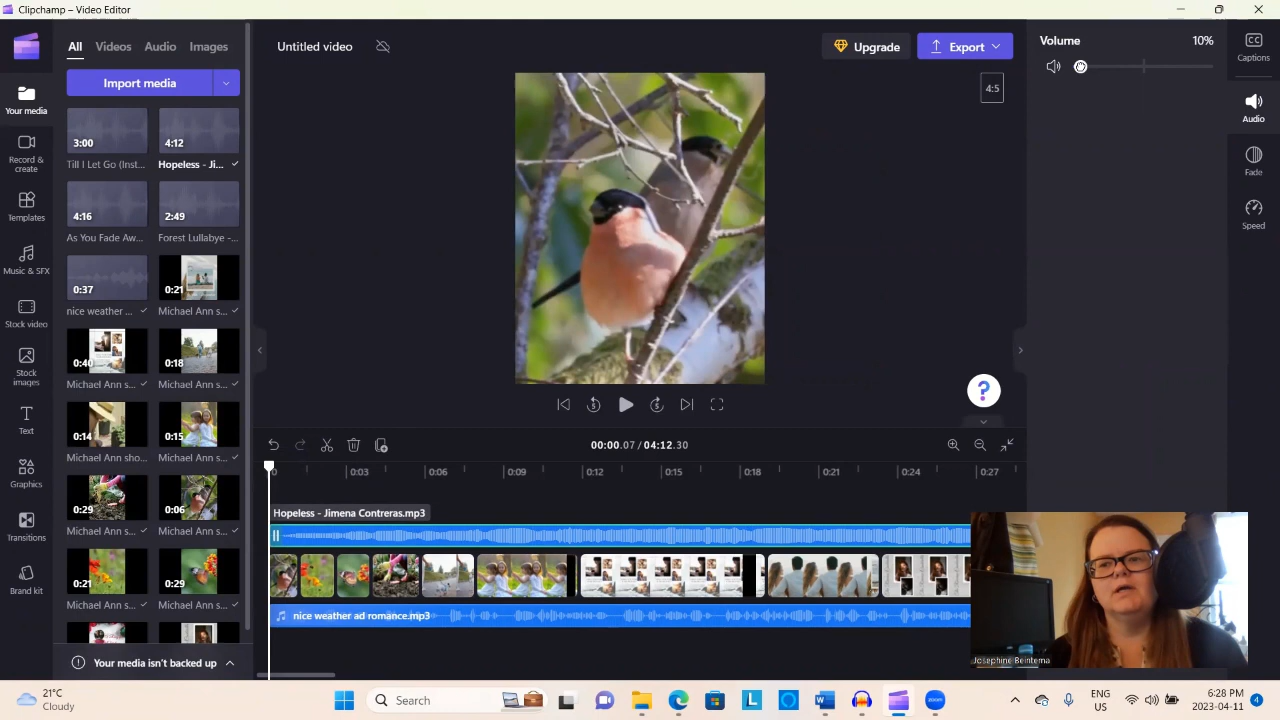 Clipchamp – Video Editor
All Videos Audio Images
Import media
Your media
Record & create
Templates
Music & SFX
Stock video
Stock images
Text
Graphics
Transitions
Brand kit
3:00
Till I Let Go (Inst...
4:12
Hopeless - Ji...
4:16
As You Fade Aw...
2:49
Forest Lullabye -...
0:37
nice weather ...
0:21
Michael Ann s...
0:40
Michael Ann s...
0:18
Michael Ann s...
0:14
Michael Ann sho...
0:15
Michael Ann s...
0:29
Michael Ann s...
0:06
Michael Ann s...
0:21
Michael Ann s...
0:29
Michael Ann s...
Your media isn't backed up
Untitled video
Upgrade
Export
4:5
5
5
?
00:00.07 / 04:12.30
0 0:03 0:06 0:09 0:12 0:15 0:18 0:21 0:24 0:27
Hopeless - Jimena Contreras.mp3
nice weather ad romance.mp3
Volume 10%
CC
Captions
Audio
Fade
Speed
Josephine Beintema
21°C
Cloudy
Search
ENG
US
6:28 PM
2023-04-11
4